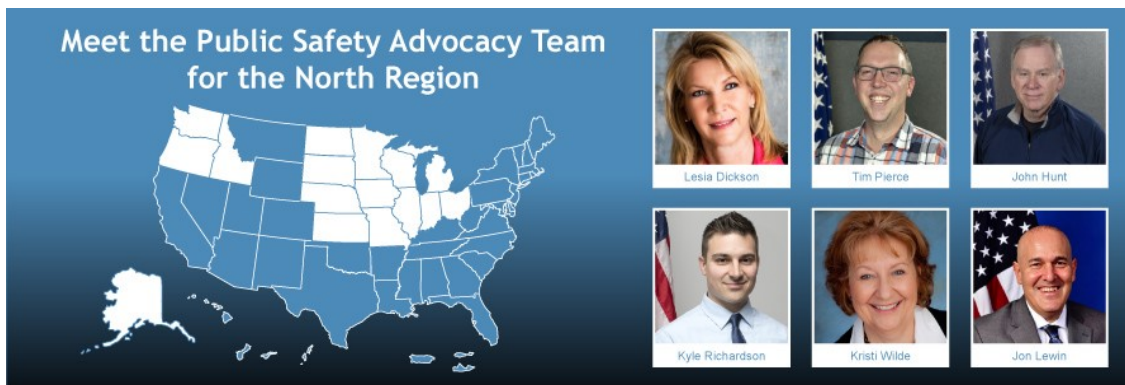 Meet the Public Safety Advocacy Team
for the North Region
Lesia Dickson
Tim Pierce
John Hunt
Kyle Richardson
Kristi Wilde
Jon Lewin